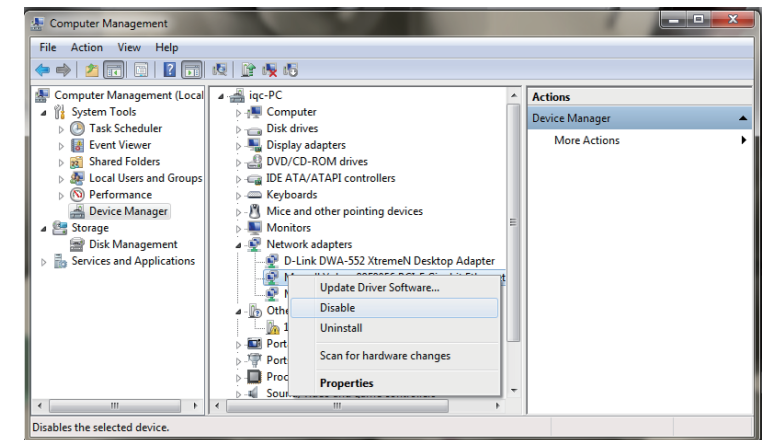 Computer Management
File Action View Help
Computer Management (Local
System Tools
Task Scheduler
Event Viewer
Shared Folders
Local Users and Groups
Performance
Device Manager
Storage
Disk Management
Services and Applications
iqc-PC
Computer
Disk drives
Display adapters
DVD/CD-ROM drives
IDE ATA/ATAPI controllers
Keyboards
Mice and other pointing devices
Monitors
Network adapters
D-Link DWA-552 XtremeN Desktop Adapter
Othe
Port
Port
Proc
Update Driver Software...
Disable
Uninstall
Scan for hardware changes
Properties
Actions
Device Manager
More Actions
Disables the selected device.